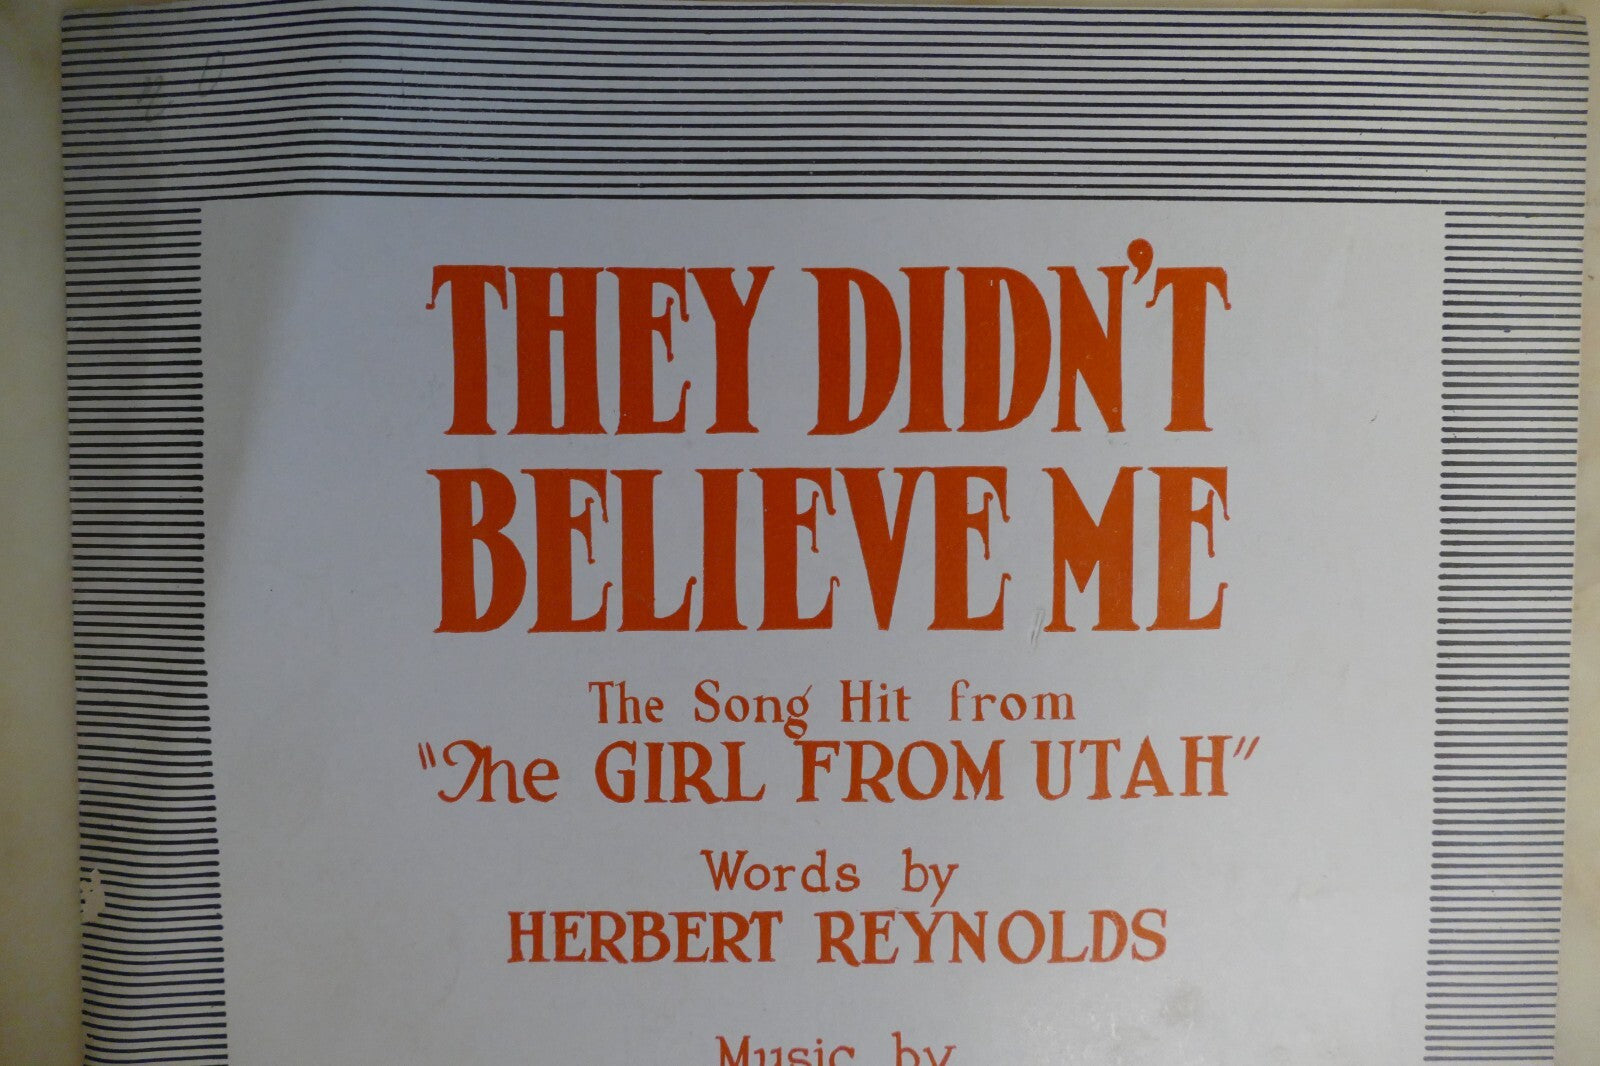 THEY DIDN'T
BELIEVE ME
The Song Hit from
"The GIRL FROM UTAH"
Words by
HERBERT REYNOLDS
Music by